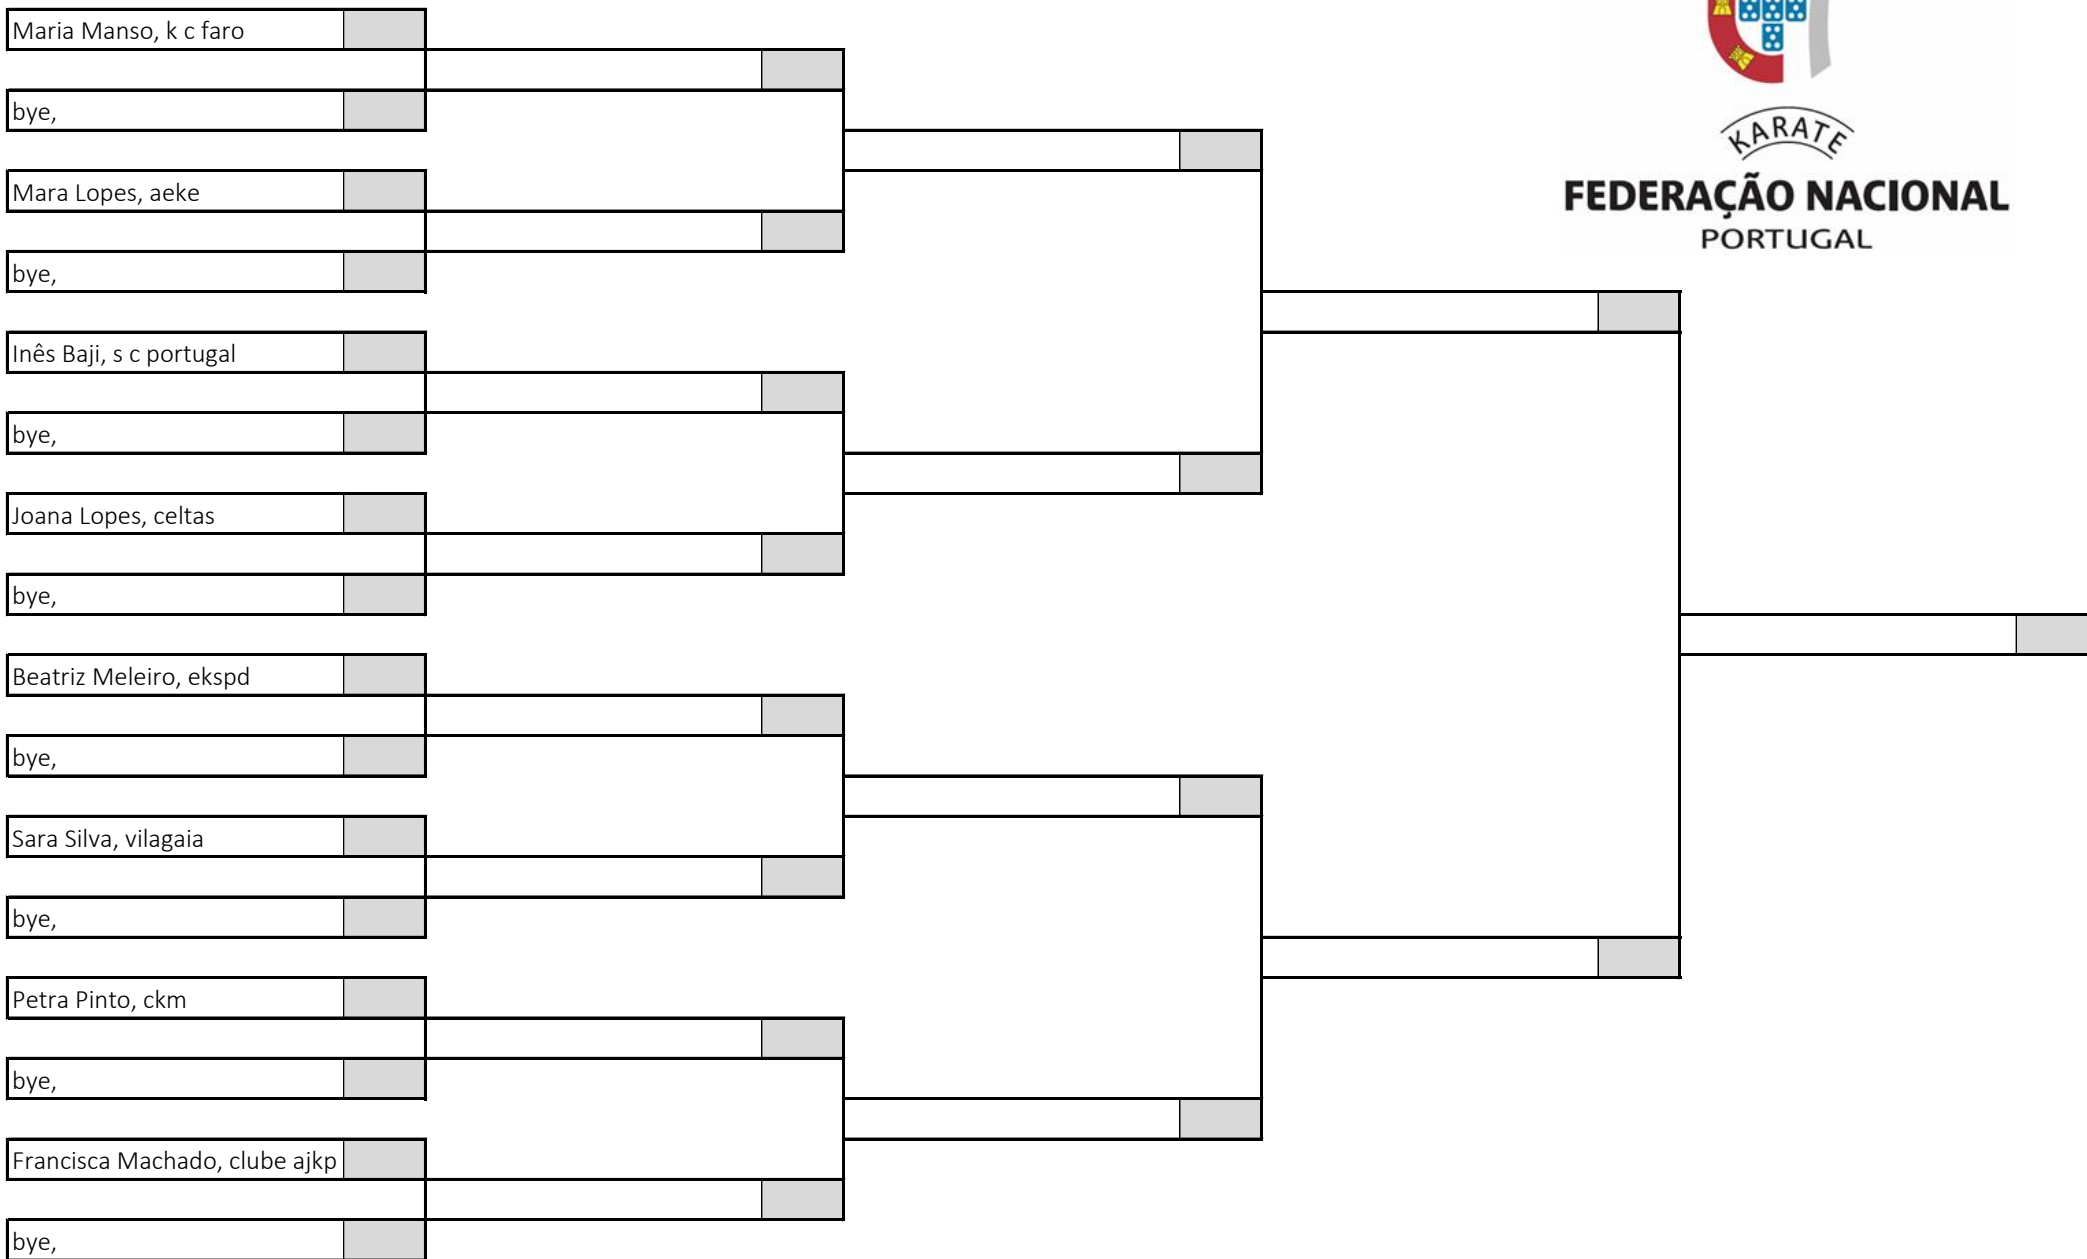 Maria Manso, k c faro
bye,
Mara Lopes, aeke
bye,
Inês Baji, s c portugal
bye,
Joana Lopes, celtas
bye,
Beatriz Meleiro, ekspd
bye,
Sara Silva, vilagaia
bye,
Petra Pinto, ckm
bye,
Francisca Machado, clube ajkp
bye,
KARATE
FEDERAÇÃO NACIONAL
PORTUGAL